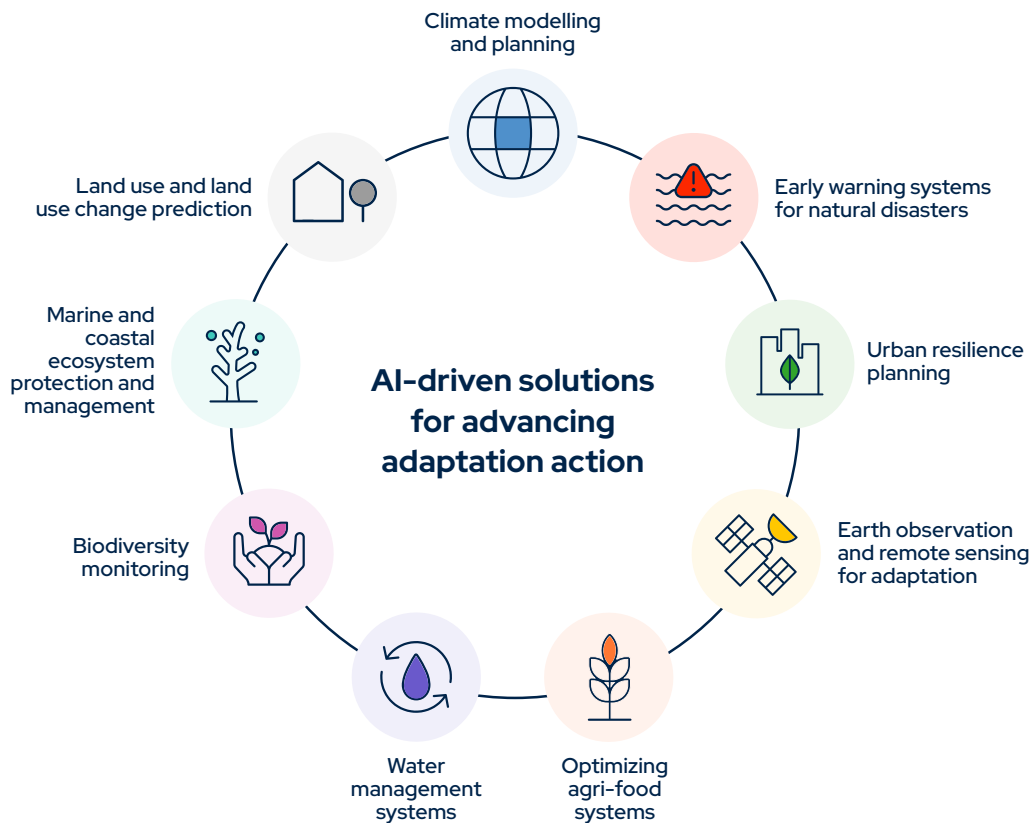 Climate modelling
and planning
Early warning systems
for natural disasters
Urban resilience
planning
Earth observation
and remote sensing
for adaptation
Optimizing
agri-food
systems
Water
management
systems
Biodiversity
monitoring
Marine and
coastal
ecosystem
protection and
management
Land use and land
use change prediction
AI-driven solutions
for advancing
adaptation action